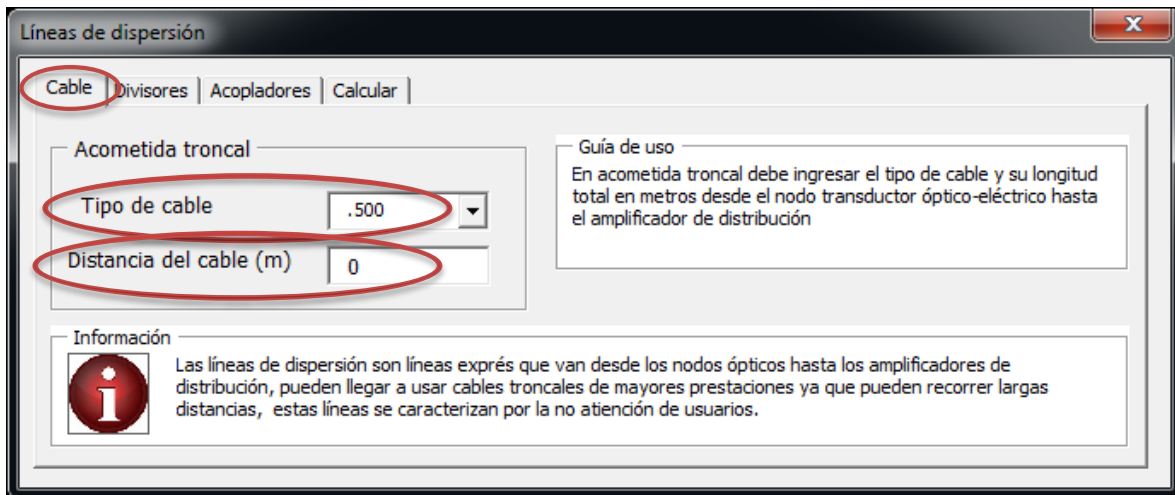 Líneas de dispersión
Cable
Divisores
Acopladores
Calcular
Acometida troncal
Tipo de cable
.500
Distancia del cable (m)
0
Guía de uso
En acometida troncal debe ingresar el tipo de cable y su longitud
total en metros desde el nodo transductor óptico-eléctrico hasta
el amplificador de distribución
Información
Las líneas de dispersión son líneas exprés que van desde los nodos ópticos hasta los amplificadores de
distribución, pueden llegar a usar cables troncales de mayores prestaciones ya que pueden recorrer largas
distancias, estas líneas se caracterizan por la no atención de usuarios.